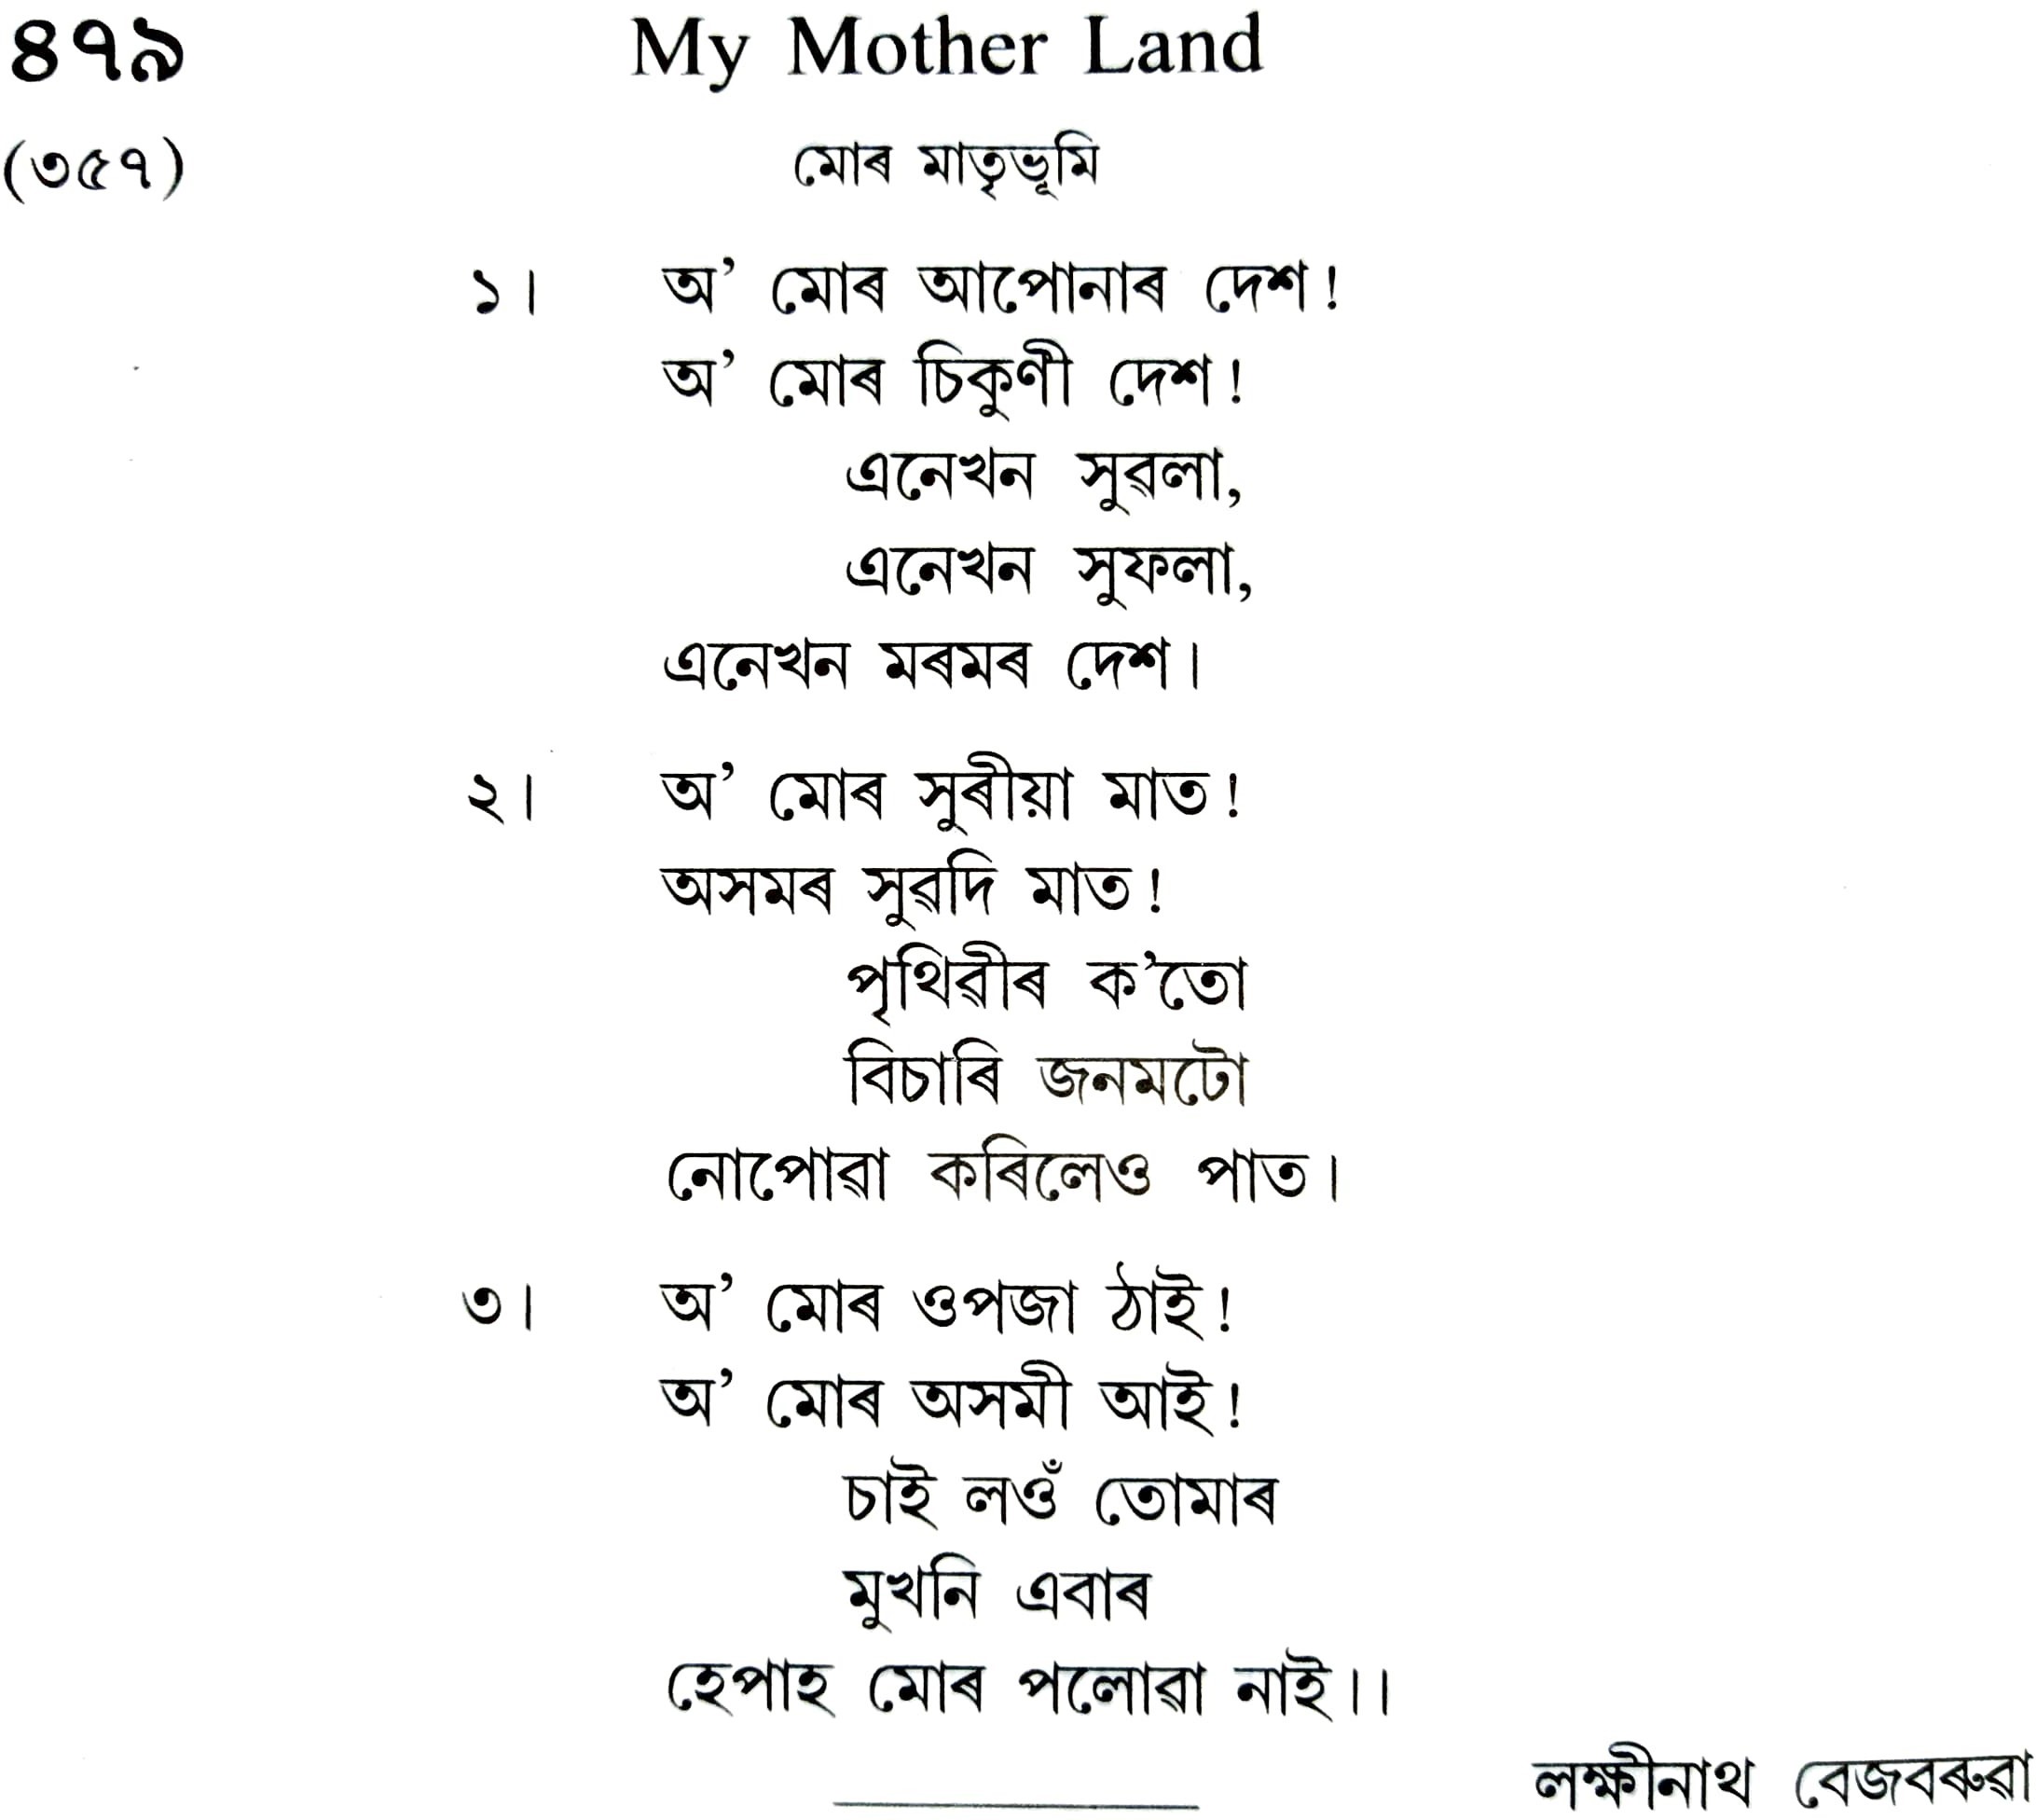 ৪৭৯ My Mother Land
(৩৫৭) মোৰ মাতৃভূমি
১। অ’ মোৰ আপোনাৰ দেশ!
অ’ মোৰ চিকুণী দেশ!
এনেখন সুৱলা,
এনেখন সুফলা,
এনেখন মৰমৰ দেশ।
২। অ’ মোৰ সুৰীয়া মাত!
অসমৰ সুৱদি মাত!
পৃথিৱীৰ ক’তো
বিচাৰি জনমটো
নোপোৱা কৰিলেও পাত।
৩। অ’ মোৰ ওপজা ঠাই!
অ’ মোৰ অসমী আই!
চাই লওঁ তোমাৰ
মুখনি এবাৰ
হেপাহ মোৰ পলোৱা নাই।।
লক্ষীনাথ বেজবৰুৱা